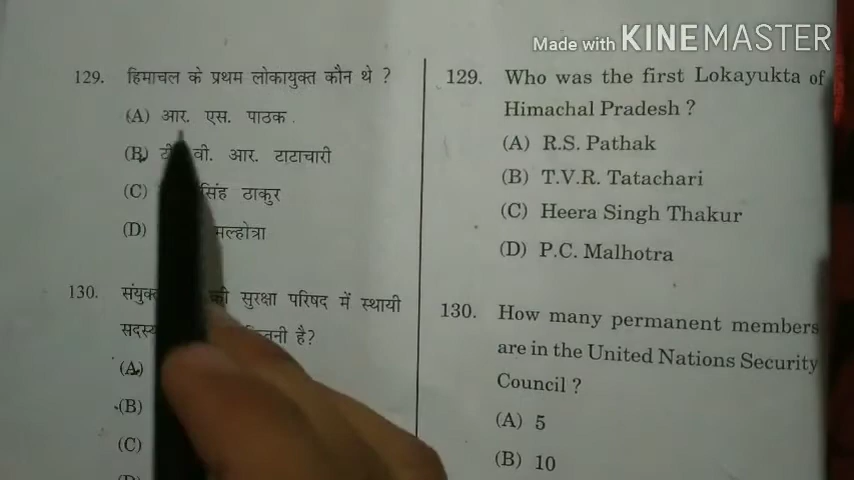 Made with KINEMASTER
129. हिमाचल के प्रथम लोकायुक्त कौन थे ?
(A) आर. एस. पाठक
(B) वी. आर. टाटाचारी
(C) सिंह ठाकुर
(D) मल्होत्रा
130. की सुरक्षा परिषद में स्थायी
है?
(A)
(B)
(C)
129. Who was the first Lokayukta of
Himachal Pradesh ?
(A) R.S. Pathak
(B) T.V.R. Tatachari
(C) Heera Singh Thakur
(D) P.C. Malhotra
130. How many permanent members
are in the United Nations Security
Council ?
(A) 5
(B) 10